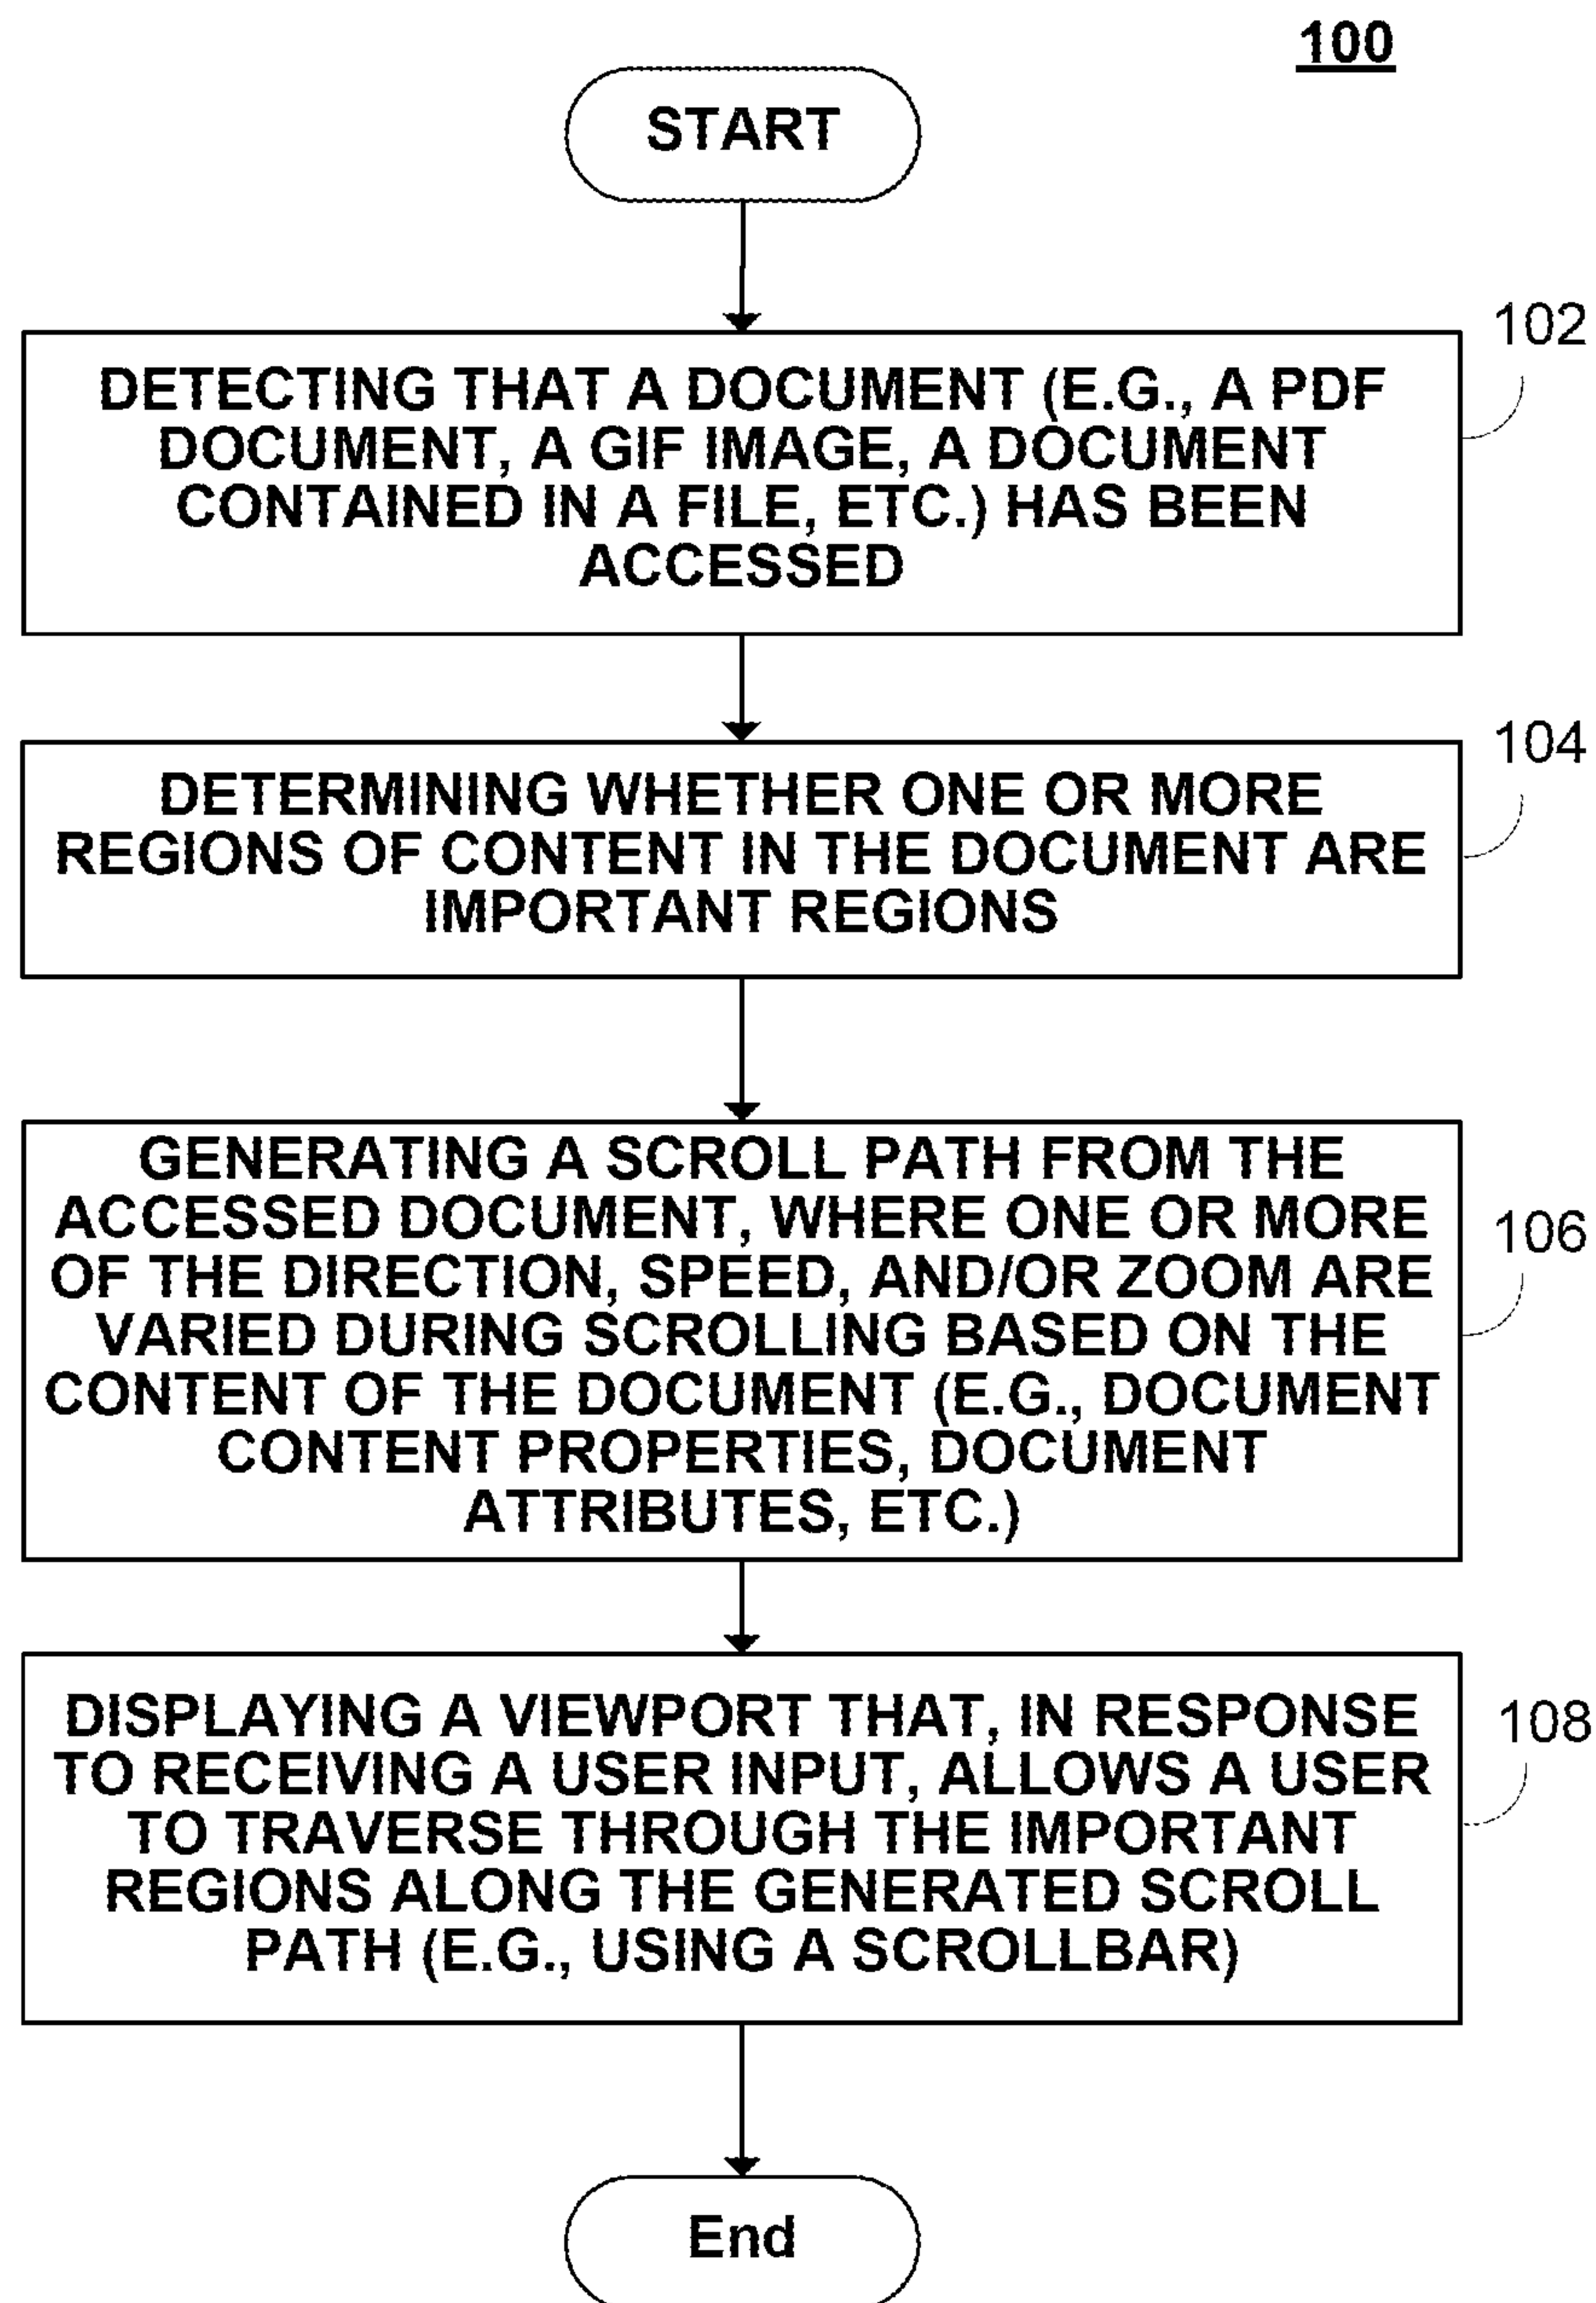 100
START
102
DETECTING THAT A DOCUMENT (E.G., A PDF
DOCUMENT, A GIF IMAGE, A DOCUMENT
CONTAINED IN A FILE, ETC.) HAS BEEN
ACCESSED
104
DETERMINING WHETHER ONE OR MORE
REGIONS OF CONTENT IN THE DOCUMENT ARE
IMPORTANT REGIONS
106
GENERATING A SCROLL PATH FROM THE
ACCESSED DOCUMENT, WHERE ONE OR MORE
OF THE DIRECTION, SPEED, AND/OR ZOOM ARE
VARIED DURING SCROLLING BASED ON THE
CONTENT OF THE DOCUMENT (E.G., DOCUMENT
CONTENT PROPERTIES, DOCUMENT
ATTRIBUTES, ETC.)
108
DISPLAYING A VIEWPORT THAT, IN RESPONSE
TO RECEIVING A USER INPUT, ALLOWS A USER
TO TRAVERSE THROUGH THE IMPORTANT
REGIONS ALONG THE GENERATED SCROLL
PATH (E.G., USING A SCROLLBAR)
End